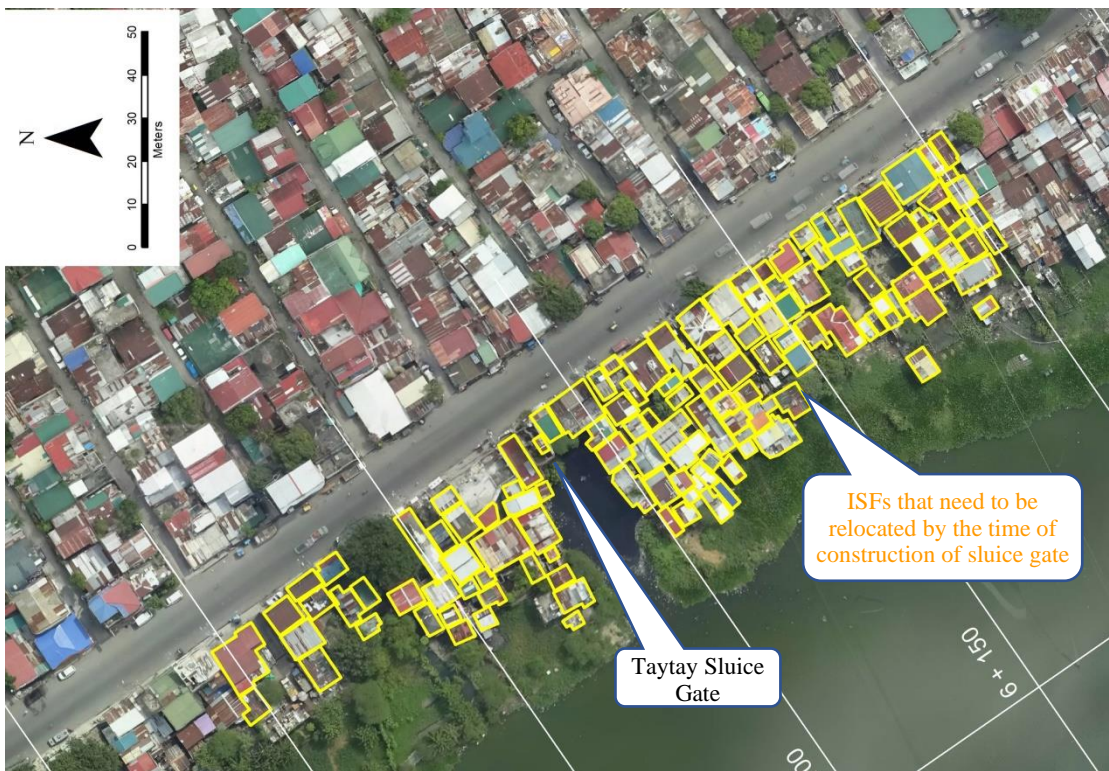 N
0
10
20
30
40
50
Meters
ISFs that need to be
relocated by the time of
construction of sluice gate
Taytay Sluice
Gate
6 + 150
00